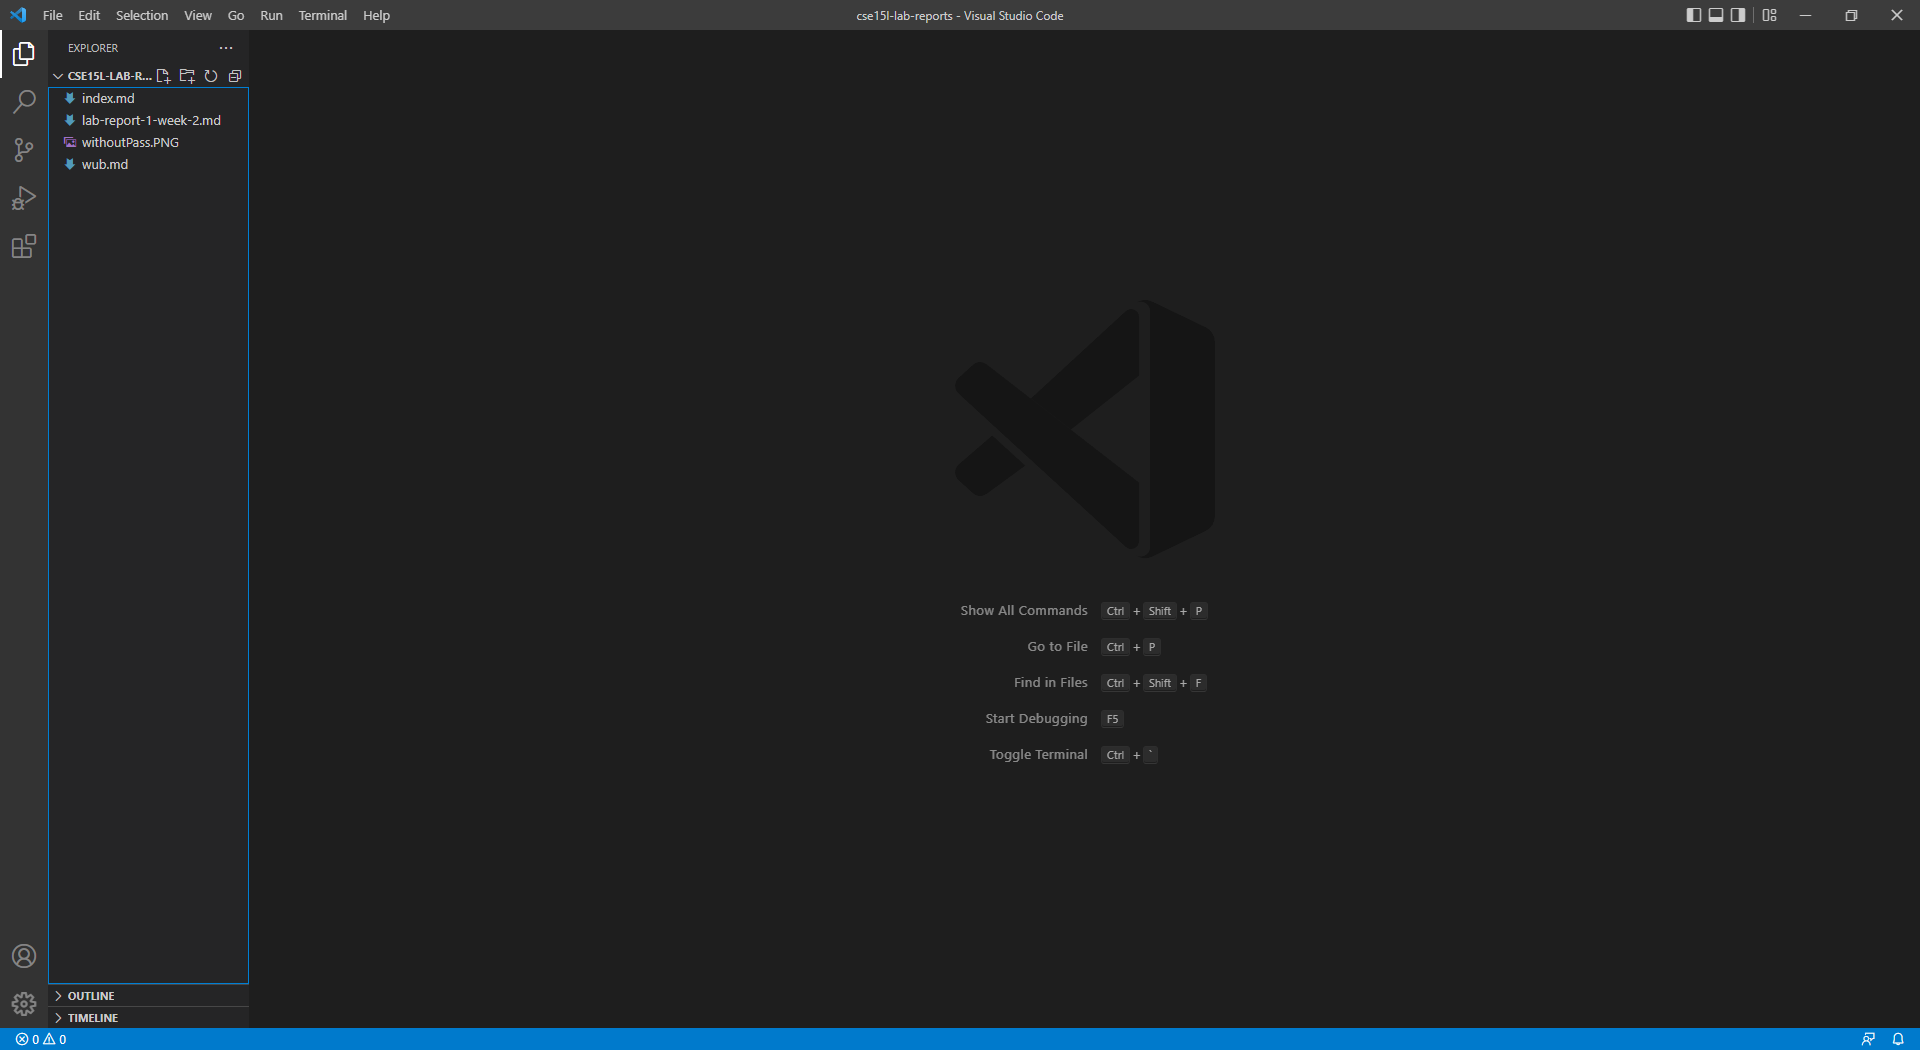 File Edit Selection View Go Run Terminal Help
cse15l-lab-reports - Visual Studio Code
EXPLORER
CSE15L-LAB-R...
index.md
lab-report-1-week-2.md
withoutPass.PNG
wub.md
Show All Commands Ctrl + Shift + P
Go to File Ctrl + P
Find in Files Ctrl + Shift + F
Start Debugging F5
Toggle Terminal Ctrl + `
OUTLINE
TIMELINE
0 0